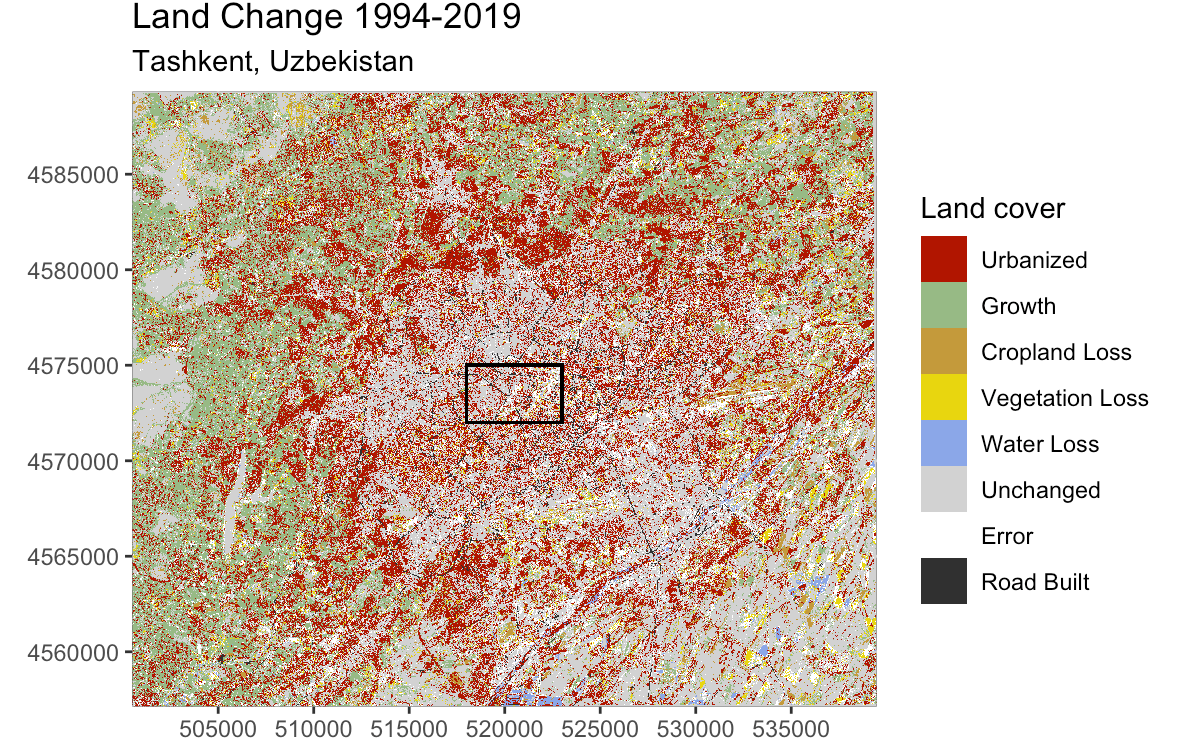 Land Change 1994-2019
Tashkent, Uzbekistan
4585000
4580000
4575000
4570000
4565000
4560000
505000 510000 515000 520000 525000 530000 535000
Land cover
Urbanized
Growth
Cropland Loss
Vegetation Loss
Water Loss
Unchanged
Error
Road Built